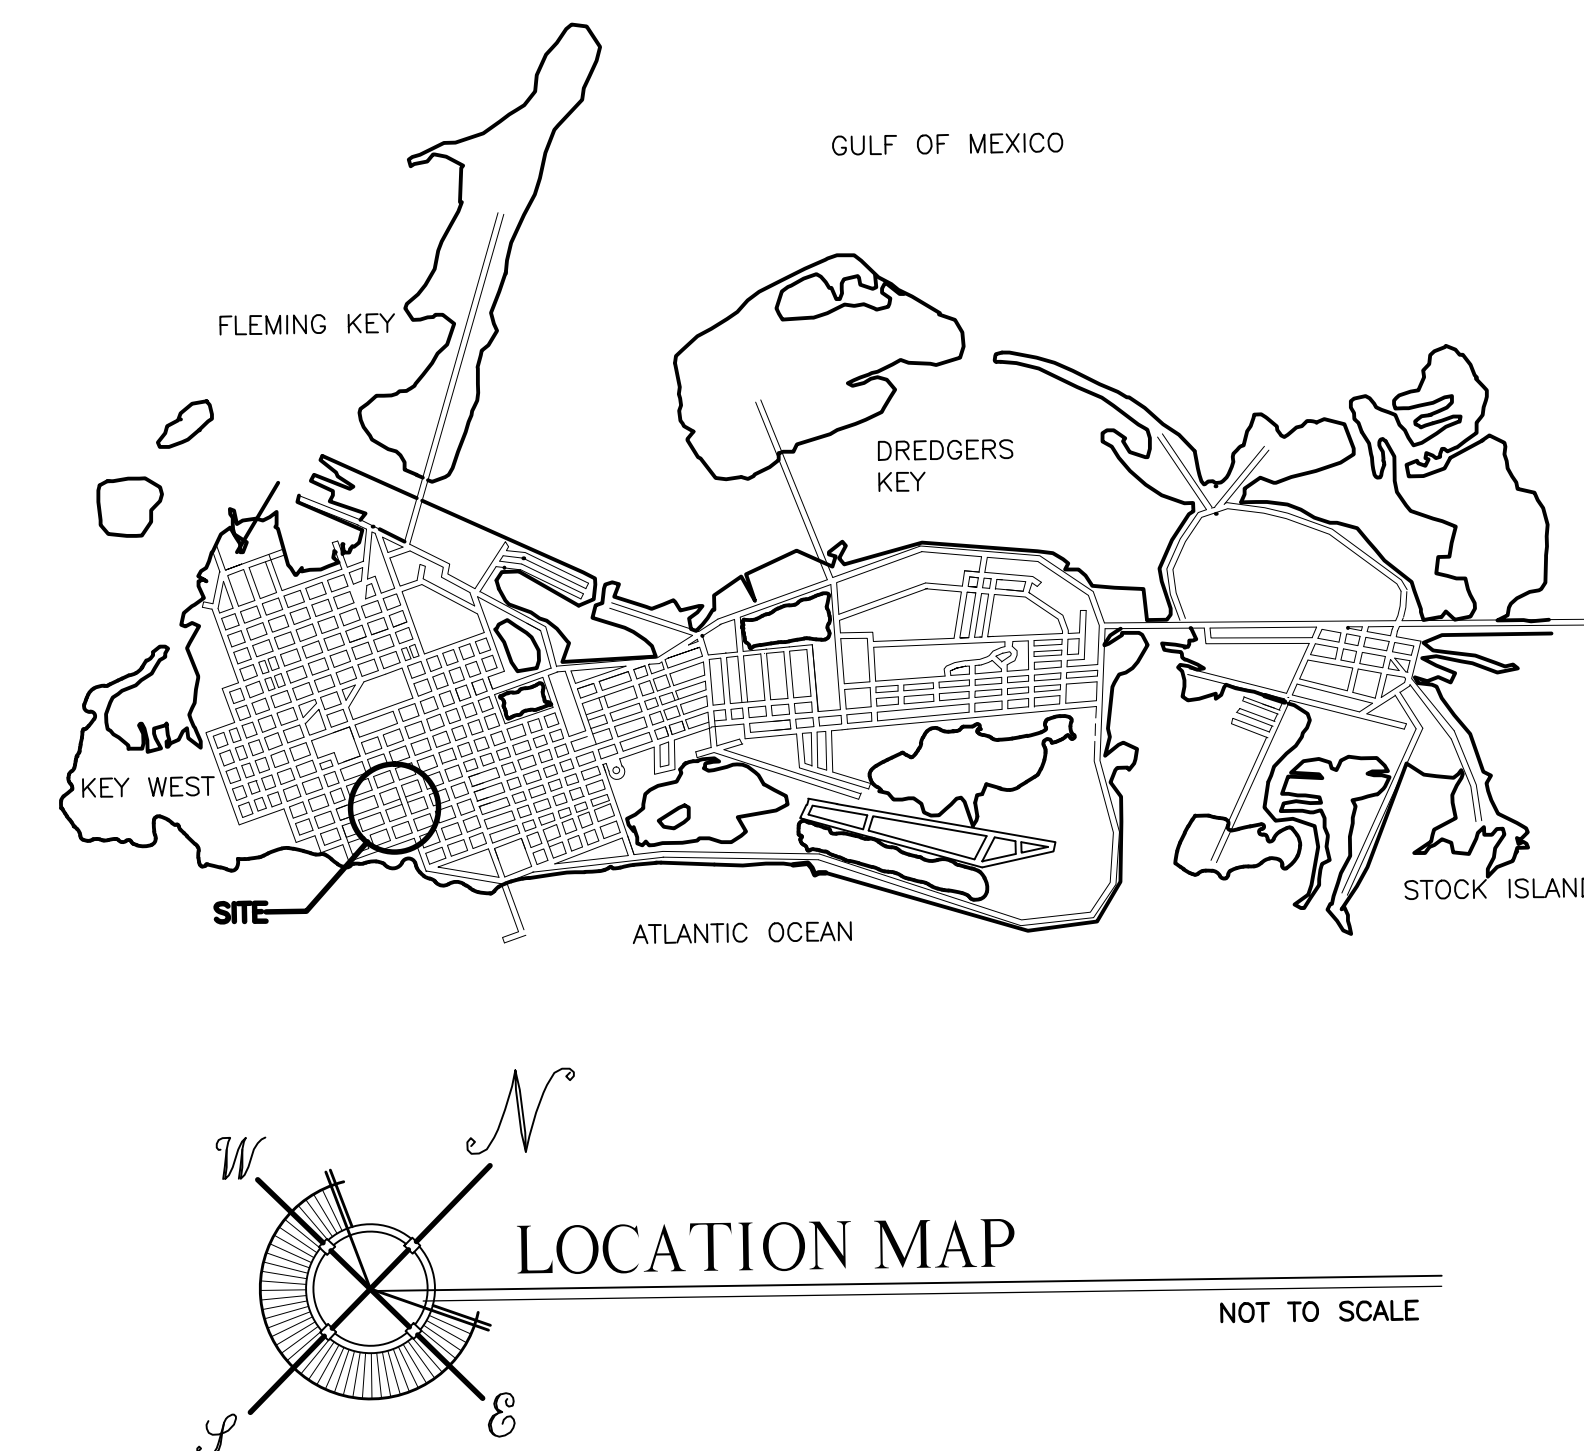 GULF OF MEXICO
FLEMING KEY
DREDGERS
KEY
KEY WEST
STOCK ISLAND
SITE
ATLANTIC OCEAN
N
W
LOCATION MAP
NOT TO SCALE
E
S